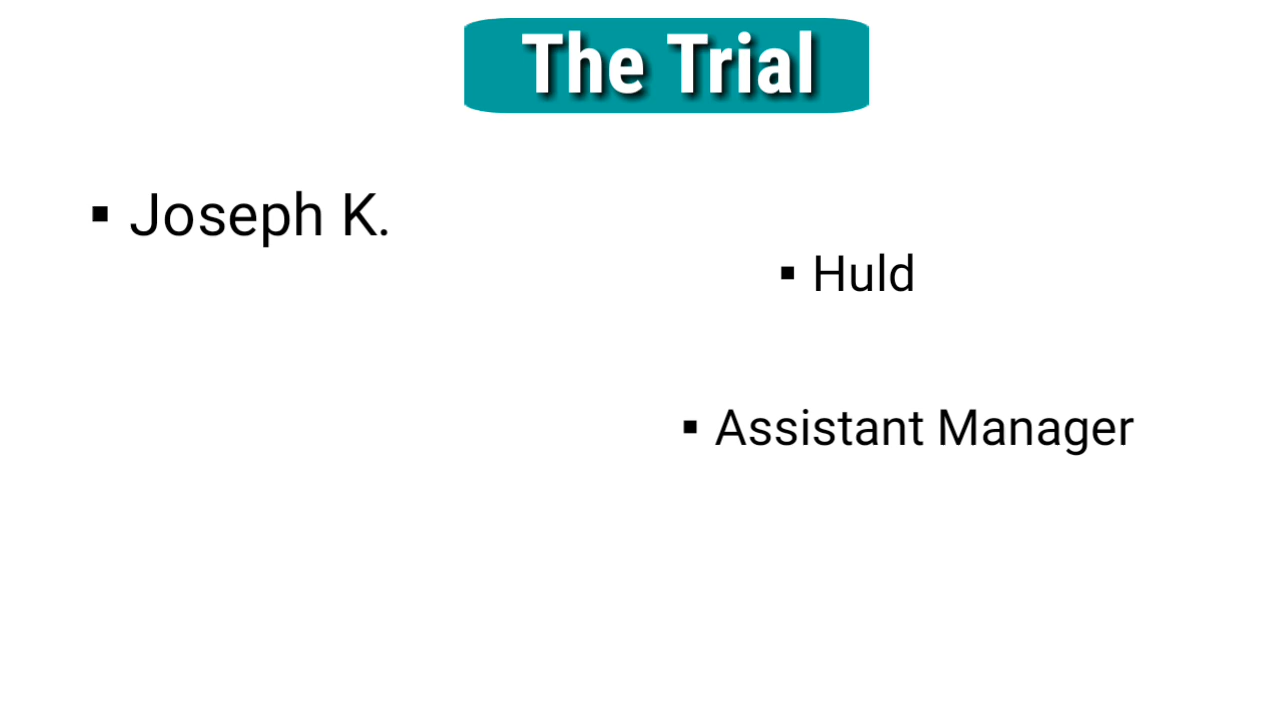 The Trial
▪ Joseph K.
▪ Huld
▪ Assistant Manager